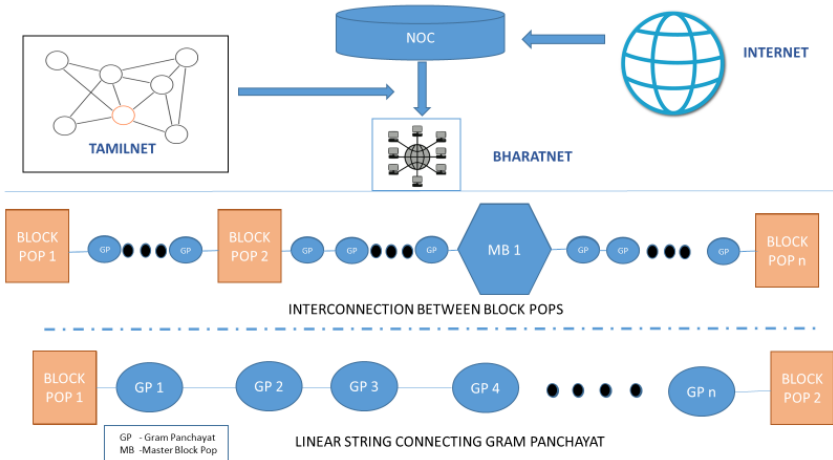 NOC
INTERNET
TAMILNET
BHARATNET
BLOCK
POP 1
GP
GP
BLOCK
POP 2
GP
GP
GP
MB 1
GP
GP
GP
BLOCK
POP n
INTERCONNECTION BETWEEN BLOCK POPS
BLOCK
POP 1
GP 1
GP 2
GP 3
GP 4
GP n
BLOCK
POP 2
GP - Gram Panchayat
MB -Master Block Pop
LINEAR STRING CONNECTING GRAM PANCHAYAT